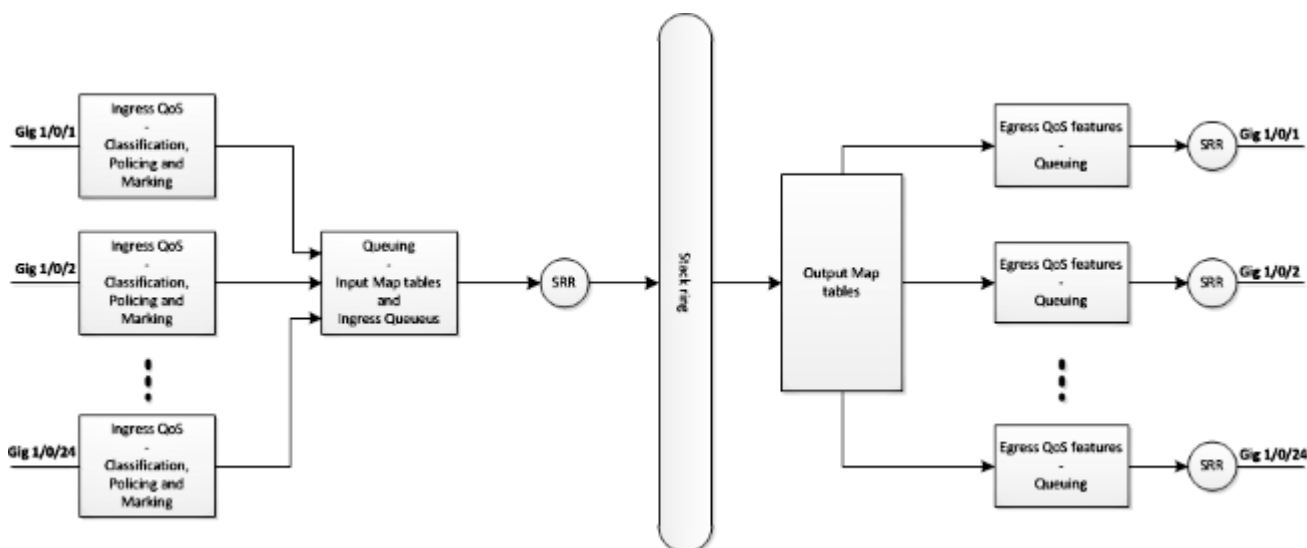 Gig 1/0/1
Ingress QoS
-
Classification,
Policing and
Marking
Gig 1/0/2
Ingress QoS
-
Classification,
Policing and
Marking
Gig 1/0/24
Ingress QoS
-
Classification,
Policing and
Marking
Queuing
-
Input Map tables
and
Ingress Queueus
SRR
Stack ring
Output Map
tables
Egress QoS features
-
Queuing
SRR
Gig 1/0/1
Egress QoS features
-
Queuing
SRR
Gig 1/0/2
Egress QoS features
-
Queuing
SRR
Gig 1/0/24